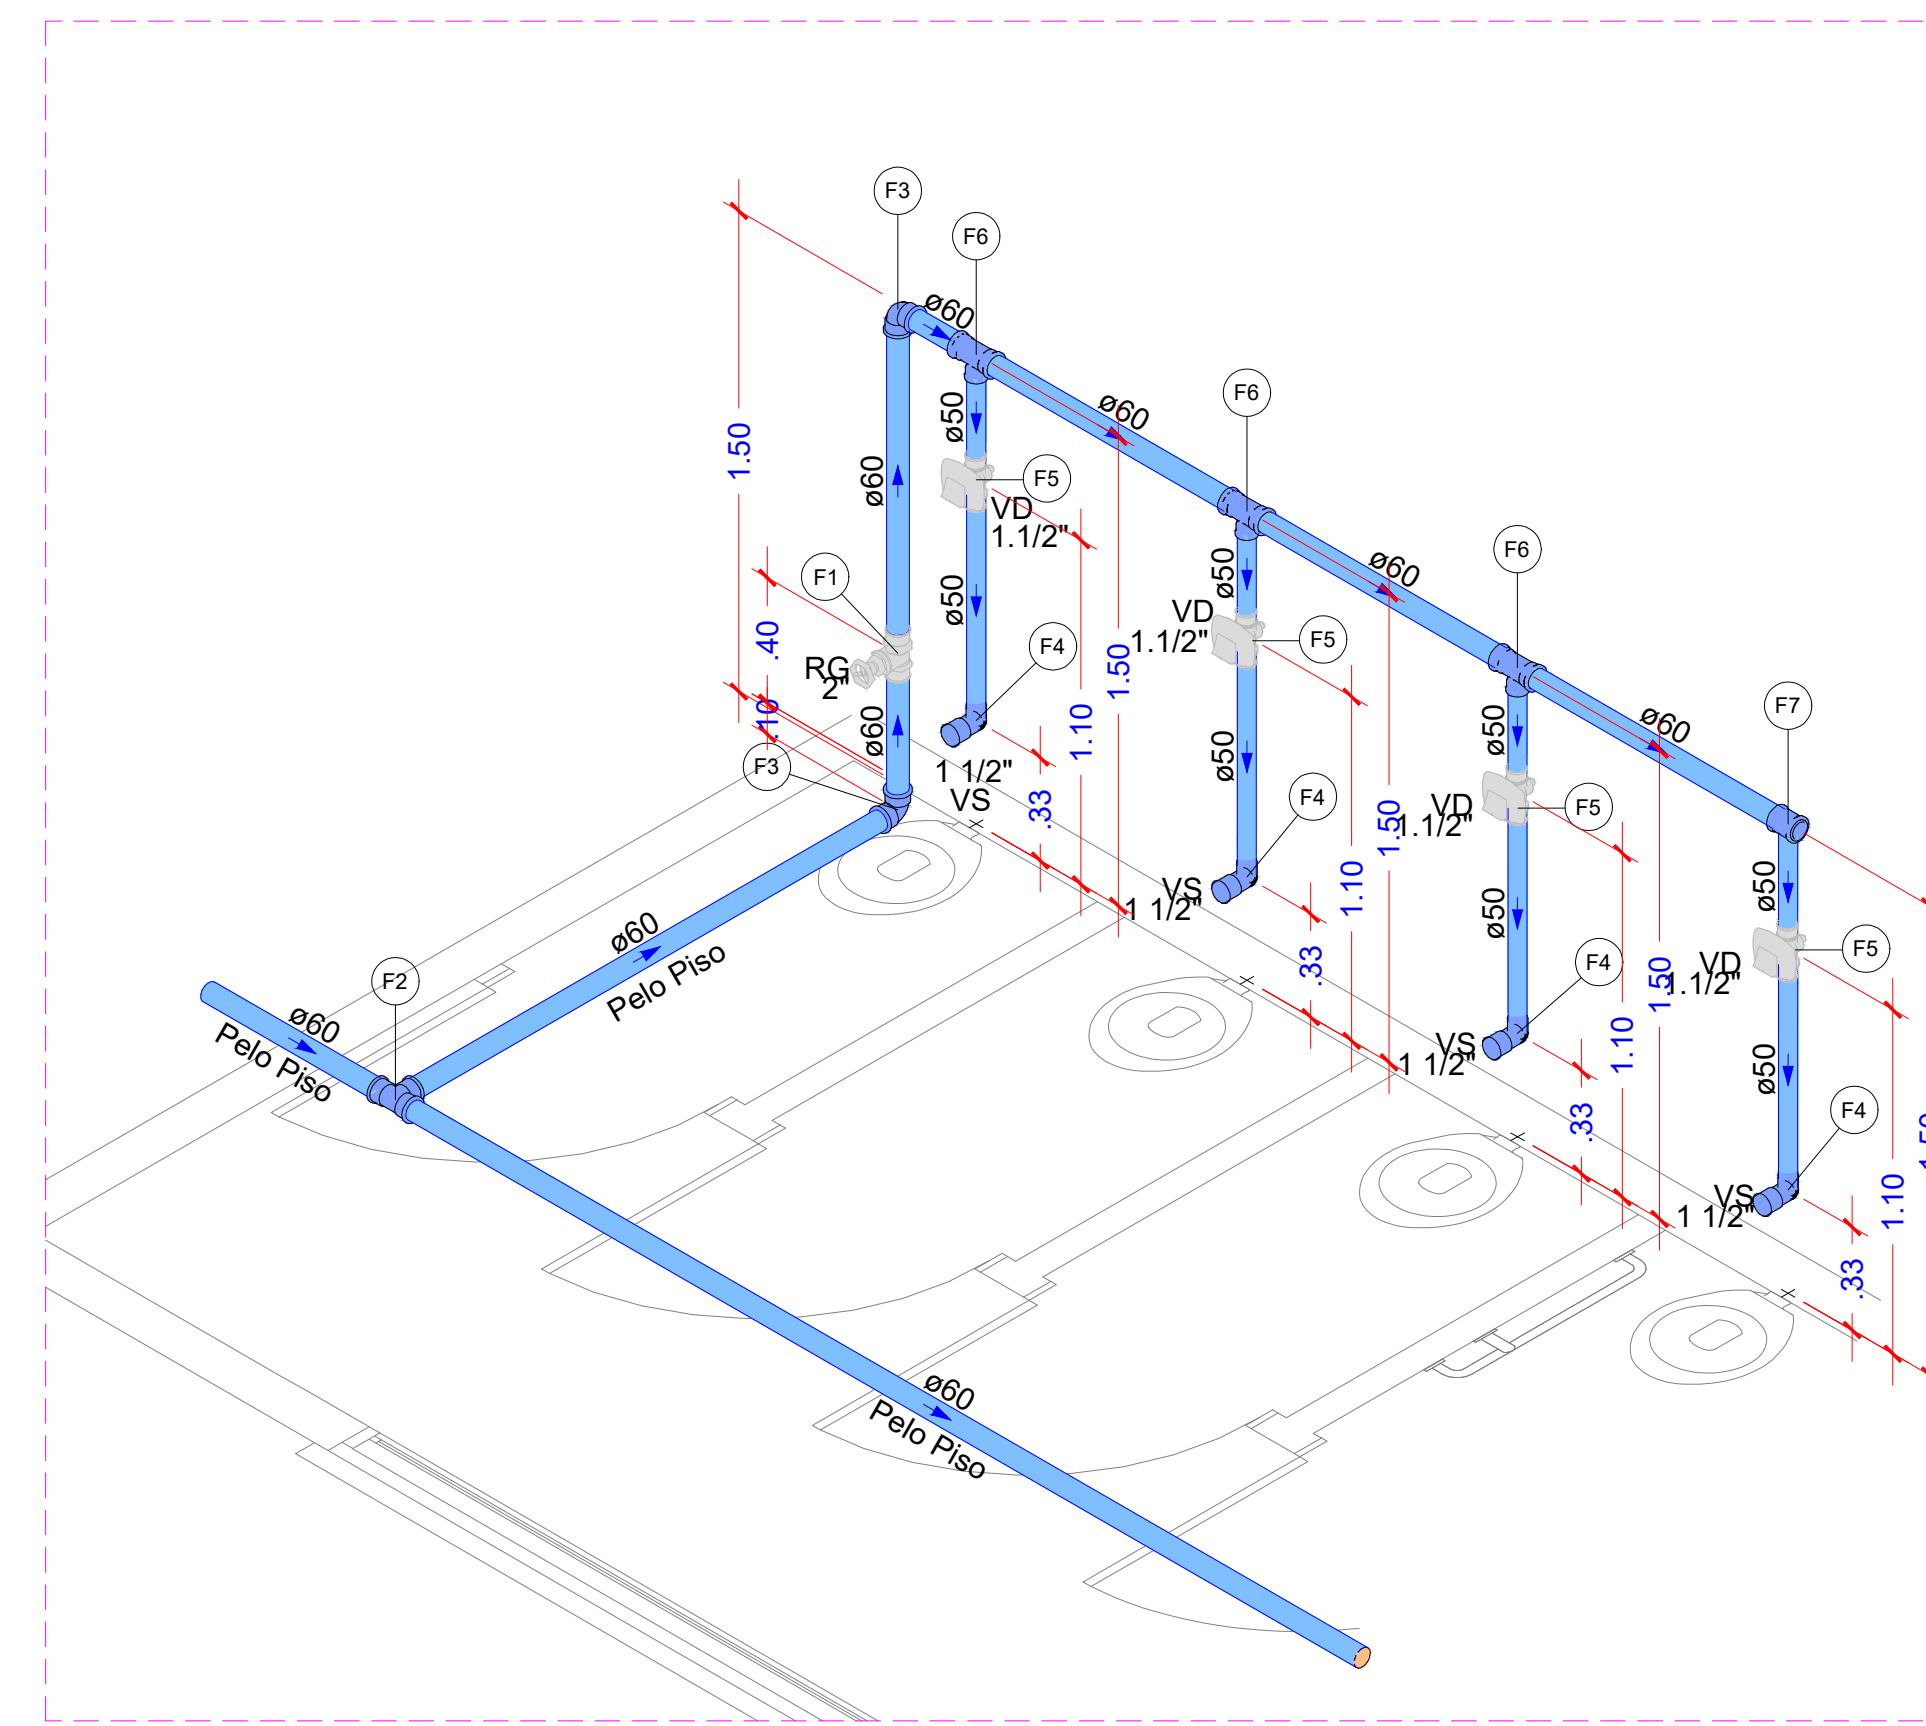 F3
F6
ø60
F6
ø60
ø50
1.50
ø60
F5
VD
1.1/2"
F6
ø60
ø50
F1
ø50
VD
1.1/2"
F5
.40
F4
RG
2"
1.50
.10
ø60
1.10
F3
1 1/2"
VS
.33
ø50
F4
VS
1 1/2"
F7
ø60
ø50
VD
1.1/2"
F5
1.50
1.10
.33
ø50
F4
VS
1 1/2"
ø50
VD
1.1/2"
F5
1.50
1.10
.33
ø50
F4
VS
1 1/2"
1.10
.33
ø60
Pelo Piso
F2
ø60
Pelo Piso
ø60
Pelo Piso